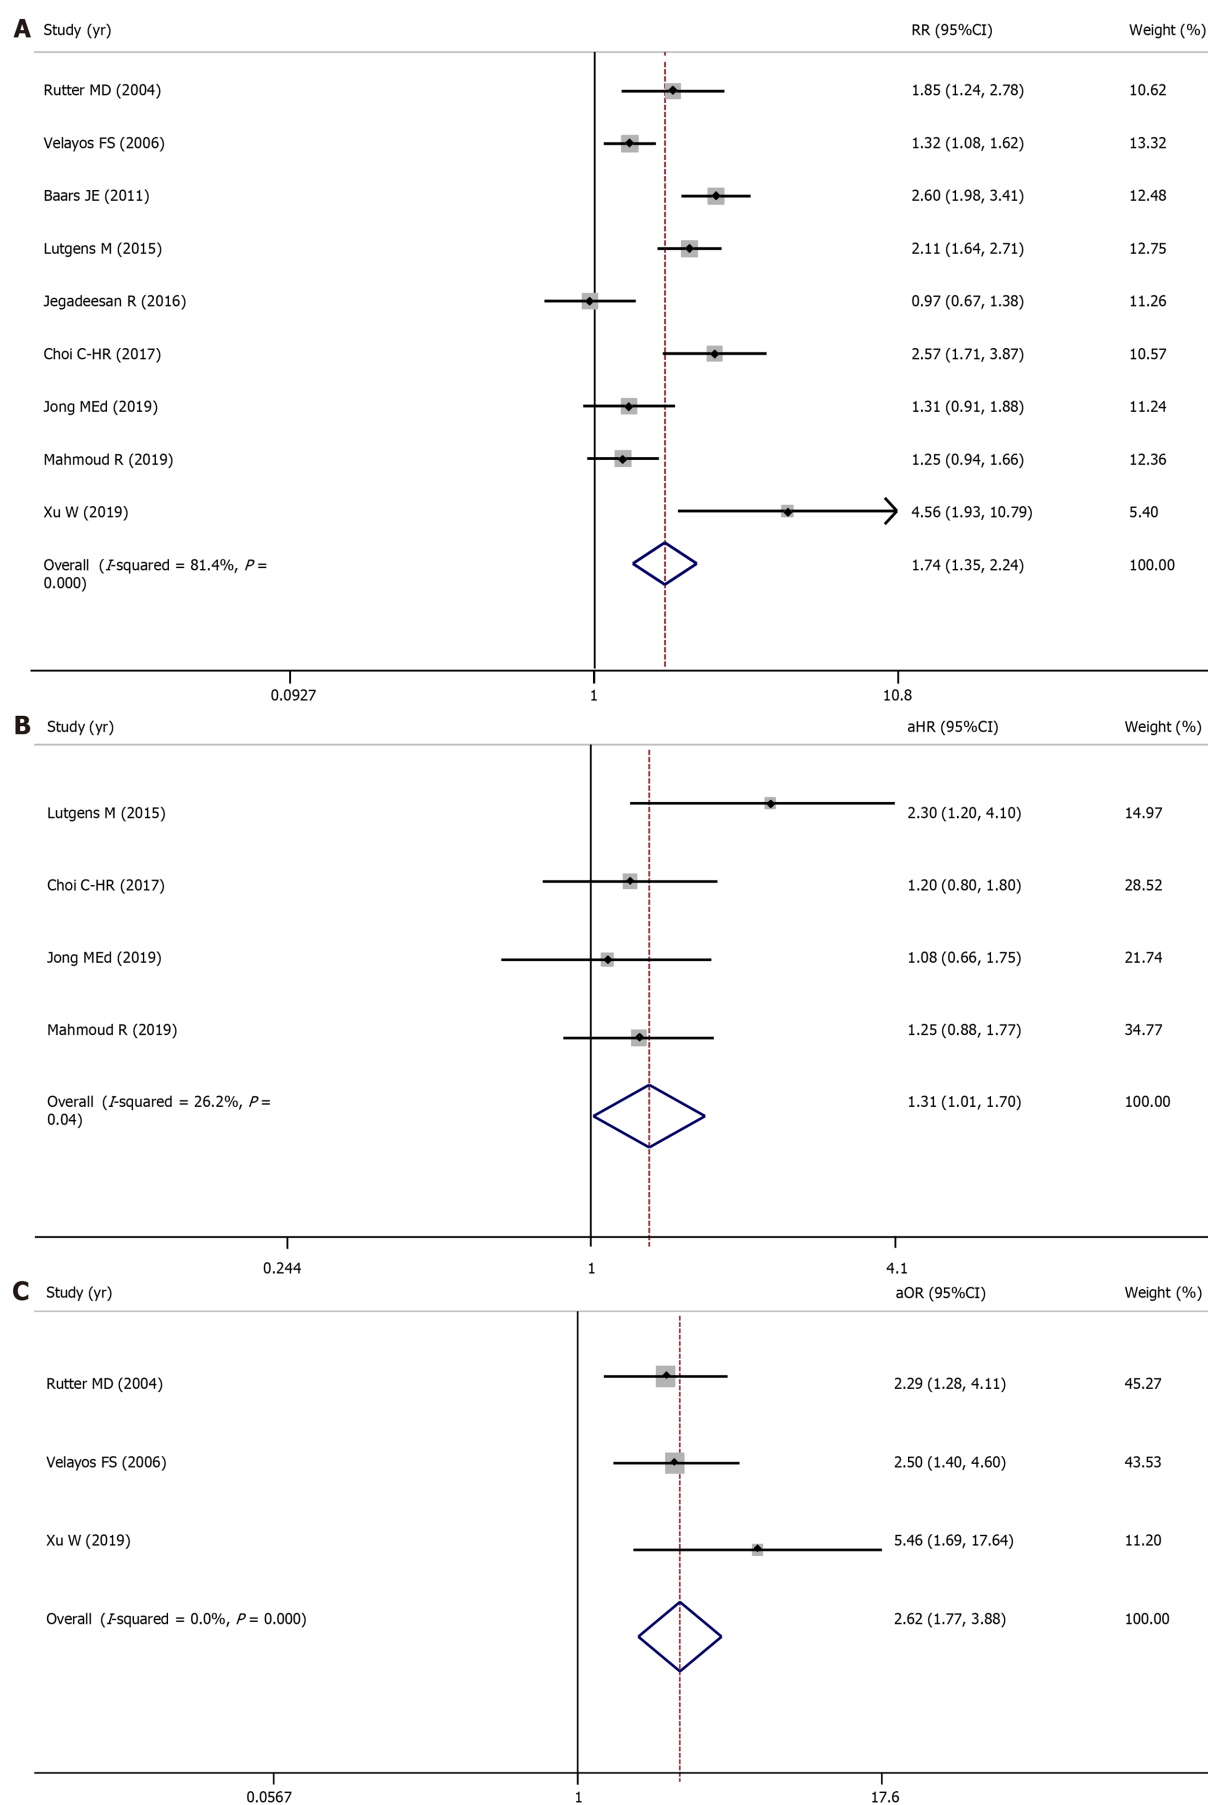 A Study (yr) RR (95%CI) Weight (%)
Rutter MD (2004) 1.85 (1.24, 2.78) 10.62
Velayos FS (2006) 1.32 (1.08, 1.62) 13.32
Baars JE (2011) 2.60 (1.98, 3.41) 12.48
Lutgens M (2015) 2.11 (1.64, 2.71) 12.75
Jegadeesan R (2016) 0.97 (0.67, 1.38) 11.26
Choi C-HR (2017) 2.57 (1.71, 3.87) 10.57
Jong MEd (2019) 1.31 (0.91, 1.88) 11.24
Mahmoud R (2019) 1.25 (0.94, 1.66) 12.36
Xu W (2019) 4.56 (1.93, 10.79) 5.40
Overall (I-squared = 81.4%, P = 1.74 (1.35, 2.24) 100.00
0.000)
0.0927 1 10.8
B Study (yr) aHR (95%CI) Weight (%)
Lutgens M (2015) 2.30 (1.20, 4.10) 14.97
Choi C-HR (2017) 1.20 (0.80, 1.80) 28.52
Jong MEd (2019) 1.08 (0.66, 1.75) 21.74
Mahmoud R (2019) 1.25 (0.88, 1.77) 34.77
Overall (I-squared = 26.2%, P = 1.31 (1.01, 1.70) 100.00
0.04)
0.244 1 4.1
C Study (yr) aOR (95%CI) Weight (%)
Rutter MD (2004) 2.29 (1.28, 4.11) 45.27
Velayos FS (2006) 2.50 (1.40, 4.60) 43.53
Xu W (2019) 5.46 (1.69, 17.64) 11.20
Overall (I-squared = 0.0%, P = 0.000) 2.62 (1.77, 3.88) 100.00
0.0567 1 17.6